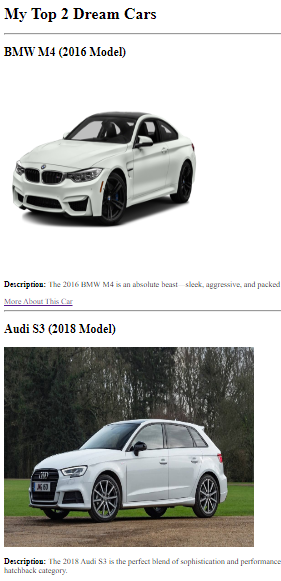 My Top 2 Dream Cars
BMW M4 (2016 Model)
Description: The 2016 BMW M4 is an absolute beast – sleek, aggressive, and packed
More About This Car
Audi S3 (2018 Model)
Description: The 2018 Audi S3 is the perfect blend of sophistication and performance
hatchback category.